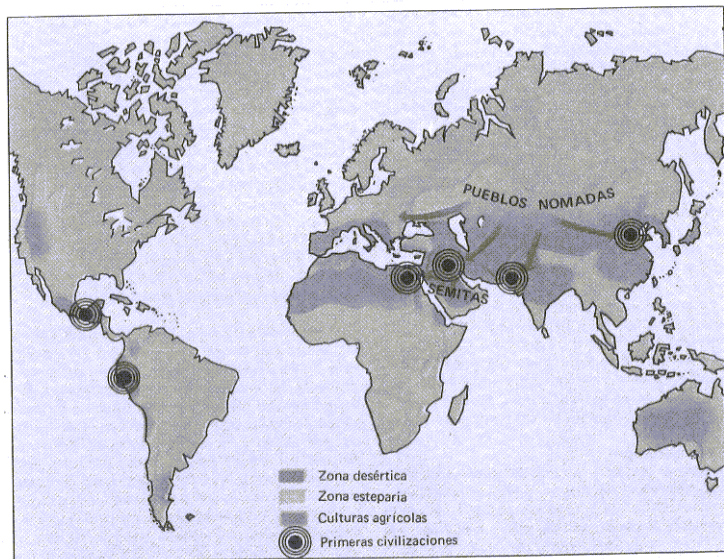 PUEBLOS NOMADAS
SEMITAS
Zona desértica
Zona esteparia
Culturas agrícolas
Primeras civilizaciones